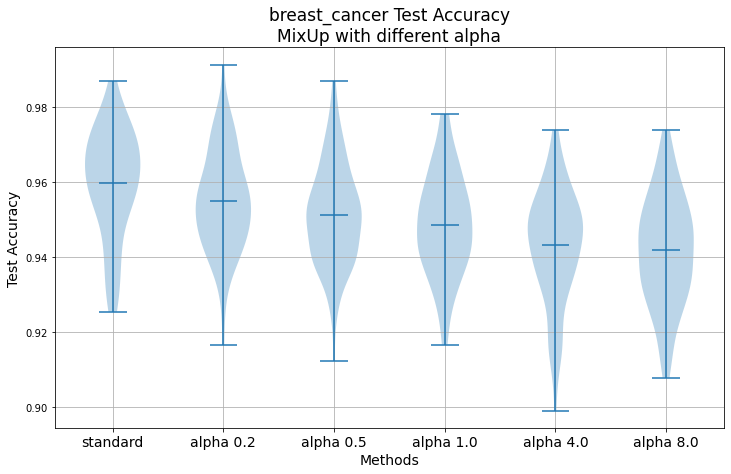 breast_cancer Test Accuracy
MixUp with different alpha
Test Accuracy
0.98
0.96
0.94
0.92
0.90
standard alpha 0.2 alpha 0.5 alpha 1.0 alpha 4.0 alpha 8.0
Methods